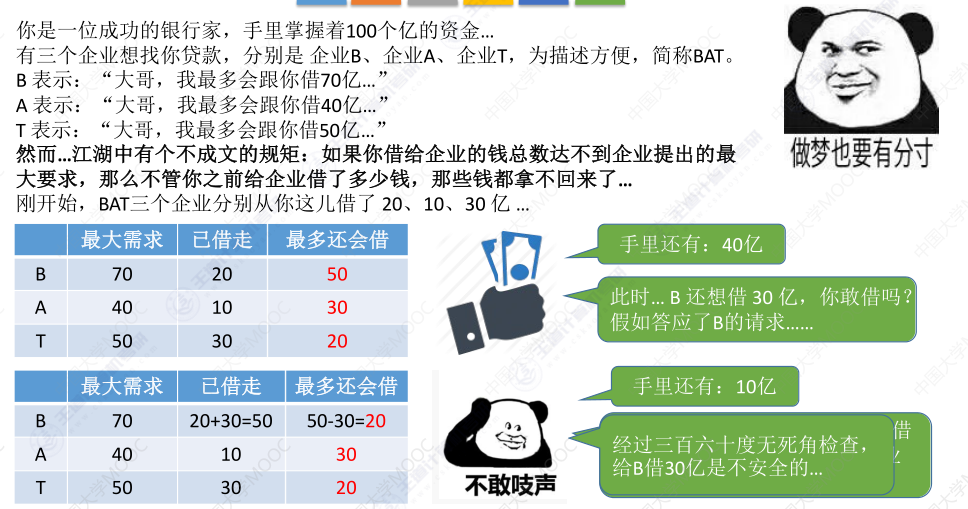 你是一位成功的银行家，手里掌握着100个亿的资金…
有三个企业想找你贷款，分别是 企业B、企业A、企业T，为描述方便，简称BAT。
B 表示：“大哥，我最多会跟你借70亿…”
A 表示：“大哥，我最多会跟你借40亿…”
T 表示：“大哥，我最多会跟你借50亿…”
然而…江湖中有个不成文的规矩：如果你借给企业的钱总数达不到企业提出的最
大要求，那么不管你之前给企业借了多少钱，那些钱都拿不回来了…
刚开始，BAT三个企业分别从你这儿借了 20、10、30 亿 …
做梦也要有分寸
最大需求 已借走 最多还会借
B 70 20 50
A 40 10 30
T 50 30 20
手里还有：40亿
此时… B 还想借 30 亿，你敢借吗？
假如答应了B的请求……
最大需求 已借走 最多还会借
B 70 20+30=50 50-30=20
A 40 10 30
T 50 30 20
不敢吱声
手里还有：10亿
借
经过三百六十度无死角检查，
给B借30亿是不安全的…
中国大学MOOC
王道计算机教育